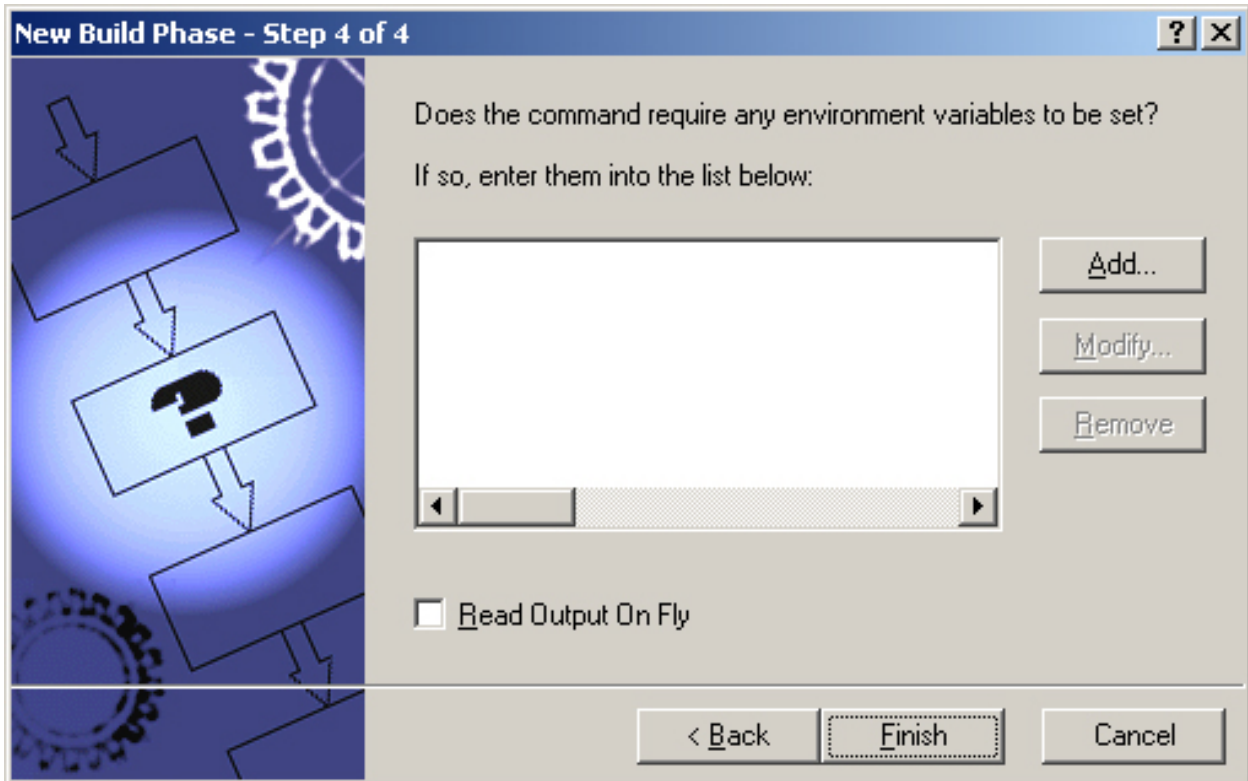 New Build Phase - Step 4 of 4
Does the command require any environment variables to be set?
If so, enter them into the list below:
Add...
Modify...
Remove
Read Output On Fly
< Back
Finish
Cancel